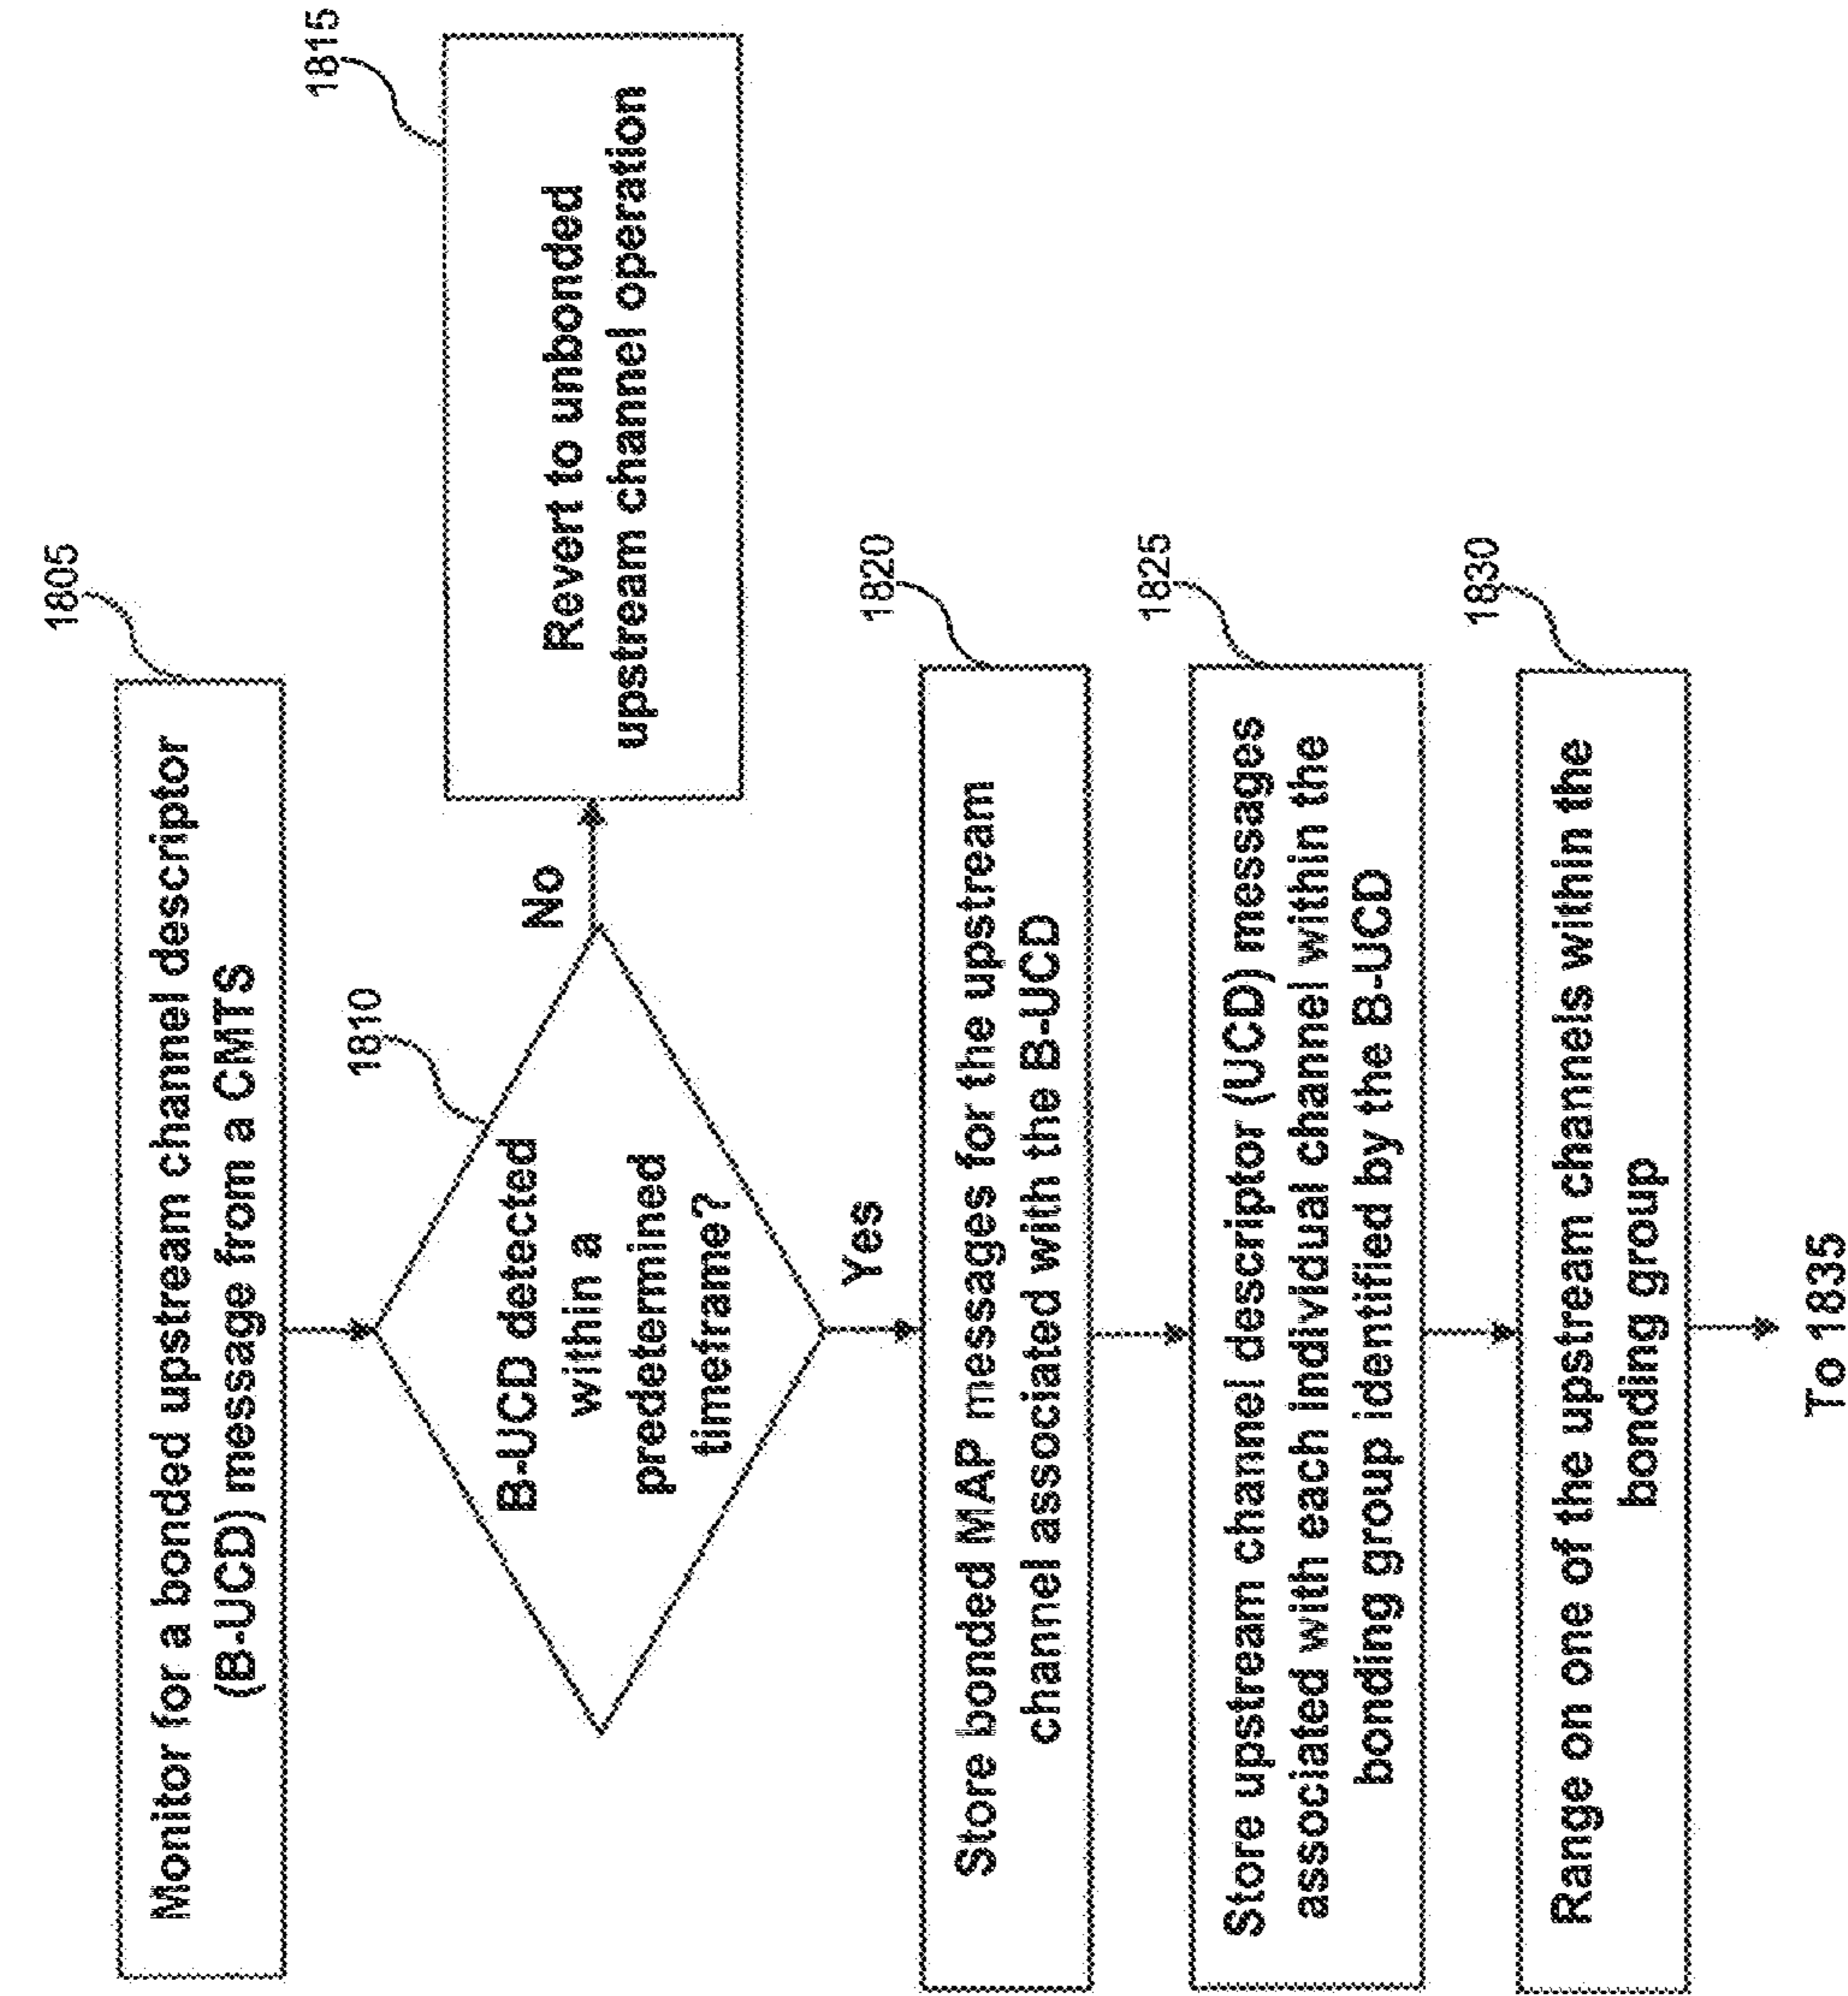 1805
Monitor for a bonded upstream channel descriptor
(B-UCD) message from a CMTS
1810
B-UCD detected
within a
predetermined
timeframe?
No
1815
Revert to unbonded
upstream channel operation
Yes
1820
Store bonded MAP messages for the upstream
channel associated with the B-UCD
1825
Store upstream channel descriptor (UCD) messages
associated with each individual channel within the
bonding group identified by the B-UCD
1830
Range on one of the upstream channels within the
bonding group
To 1835